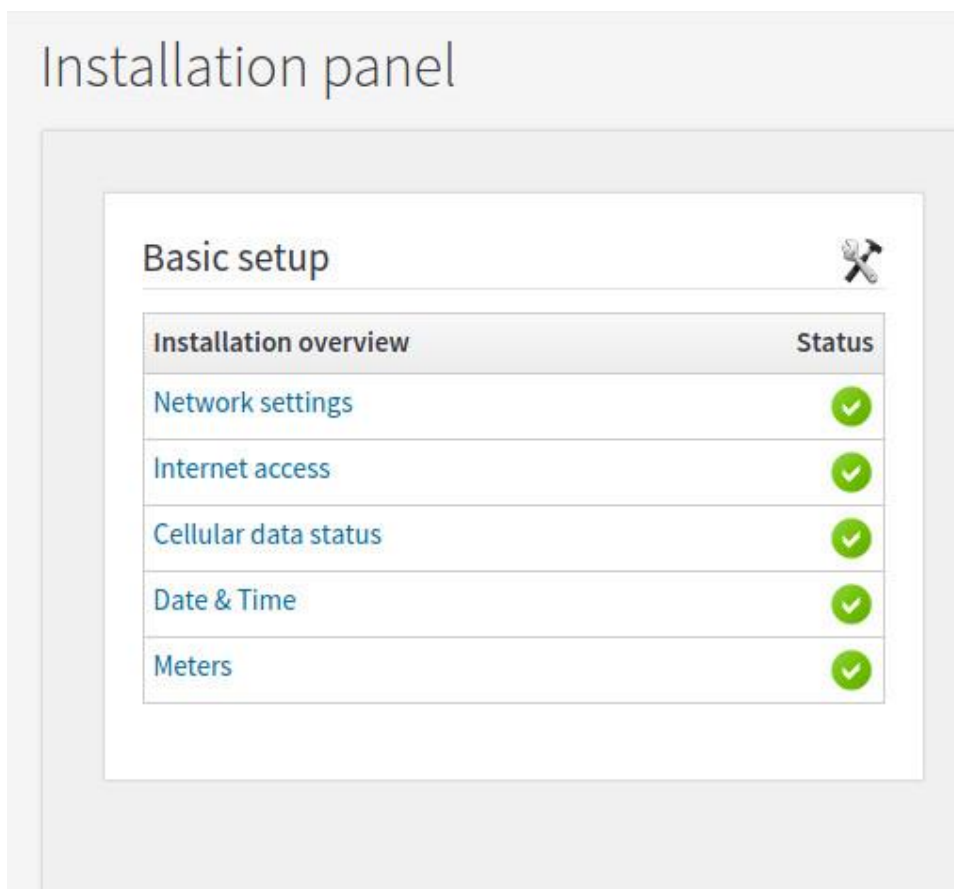 Installation panel
Basic setup
Installation overview Status
Network settings
Internet access
Cellular data status
Date & Time
Meters